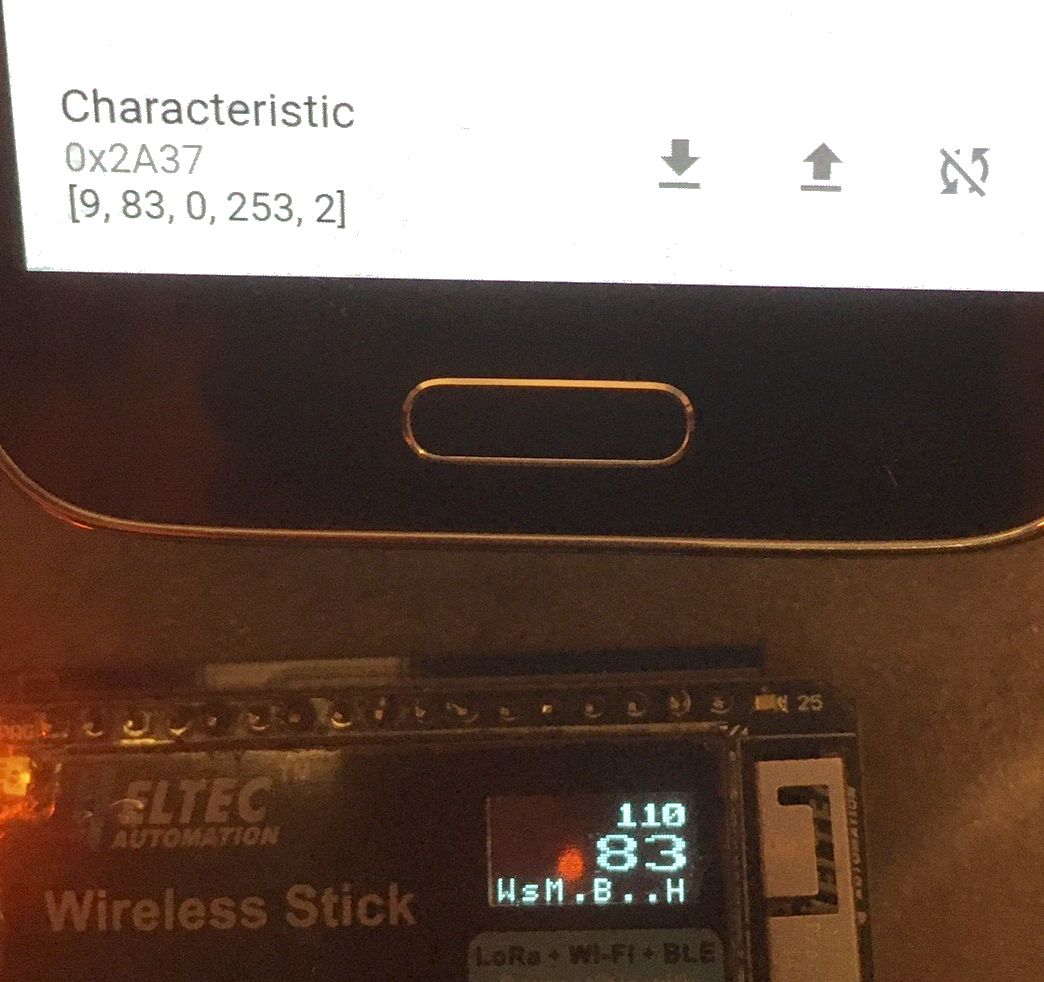 Characteristic
0x2A37
[9, 83, 0, 253, 2]
25
ELTEC
AUTOMATION
Wireless Stick
110
83
WsM.B..H
LoRa + Wi-Fi + BLE